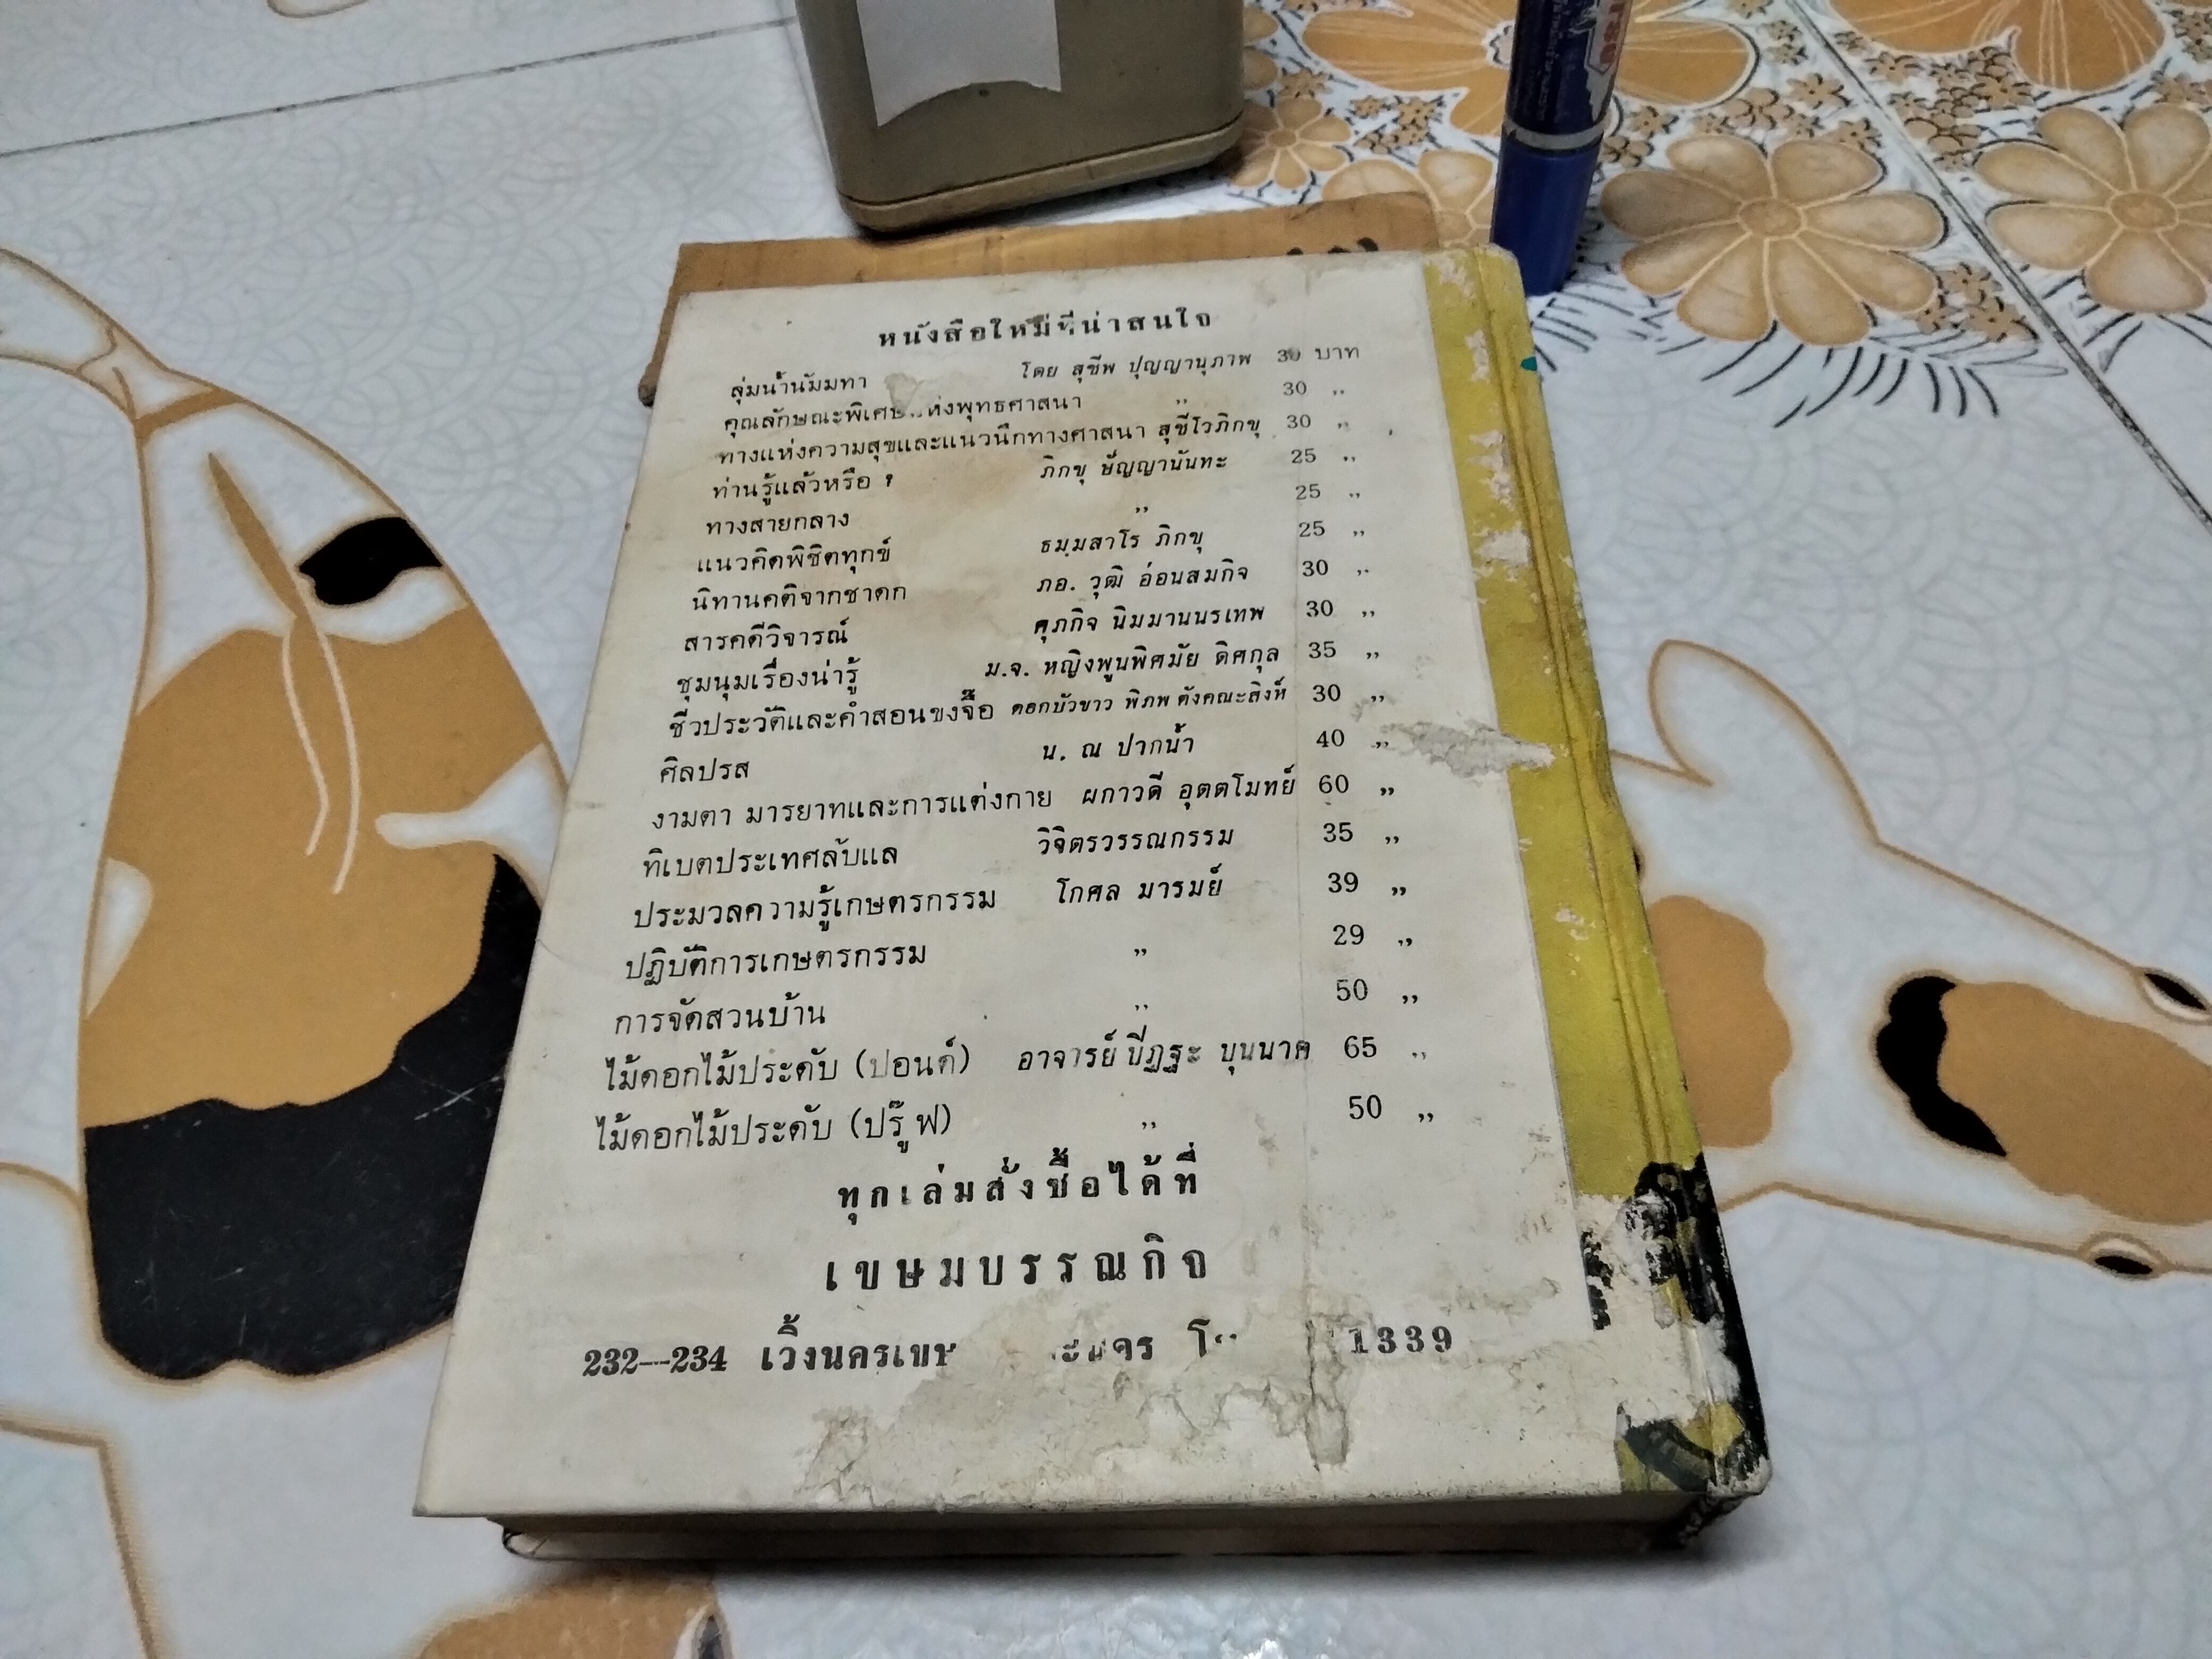 หนังสือใหม่ที่น่าสนใจ
ลุ่มน้ำนัมมทา โดย สุชีพ ปุญญานุภาพ 30 บาท
คุณลักษณะพิเศษแห่งพุทธศาสนา ,, 30 ,,
ทางแห่งความสุขและแนวนึกทางศาสนา สุชีโวภิกขุ 30 ,,
ท่านรู้แล้วหรือ ? ภิกขุ ปัญญานันทะ 25 ,,
ทางสายกลาง ,, 25 ,,
แนวคิดพิชิตทุกข์ ธมฺมสาโร ภิกขุ 25 ,,
นิทานคติจากชาดก ภอ. วุฒิ อ่อนสมกิจ 30 ,,
สารคดีวิจารณ์ ศุภกิจ นิมมานนรเทพ 30 ,,
ชุมนุมเรื่องน่ารู้ ม.จ. หญิงพูนพิศมัย ดิศกุล 35 ,,
ชีวประวัติและคำสอนขงจื๊อ ดอกบัวขาว พิภพ ตังคณะสิงห์ 30 ,,
ศิลปรส น. ณ ปากน้ำ 40 ,,
งามตา มารยาทและการแต่งกาย ผกาวดี อุตตโมทย์ 60 ,,
ทิเบตประเทศลับแล วิจิตรวรรณกรรม 35 ,,
ประมวลความรู้เกษตรกรรม โกศล มารมย์ 39 ,,
ปฏิบัติการเกษตรกรรม ,, 29 ,,
การจัดสวนบ้าน ,, 50 ,,
ไม้ดอกไม้ประดับ (ปอนด์) อาจารย์ ปีฏฐะ บุนนาค 65 ,,
ไม้ดอกไม้ประดับ (ปรู๊ฟ) ,, 50 ,,
ทุกเล่มสั่งซื้อได้ที่
เขษมบรรณกิจ
232—234 เวิ้งนครเขษ 1339